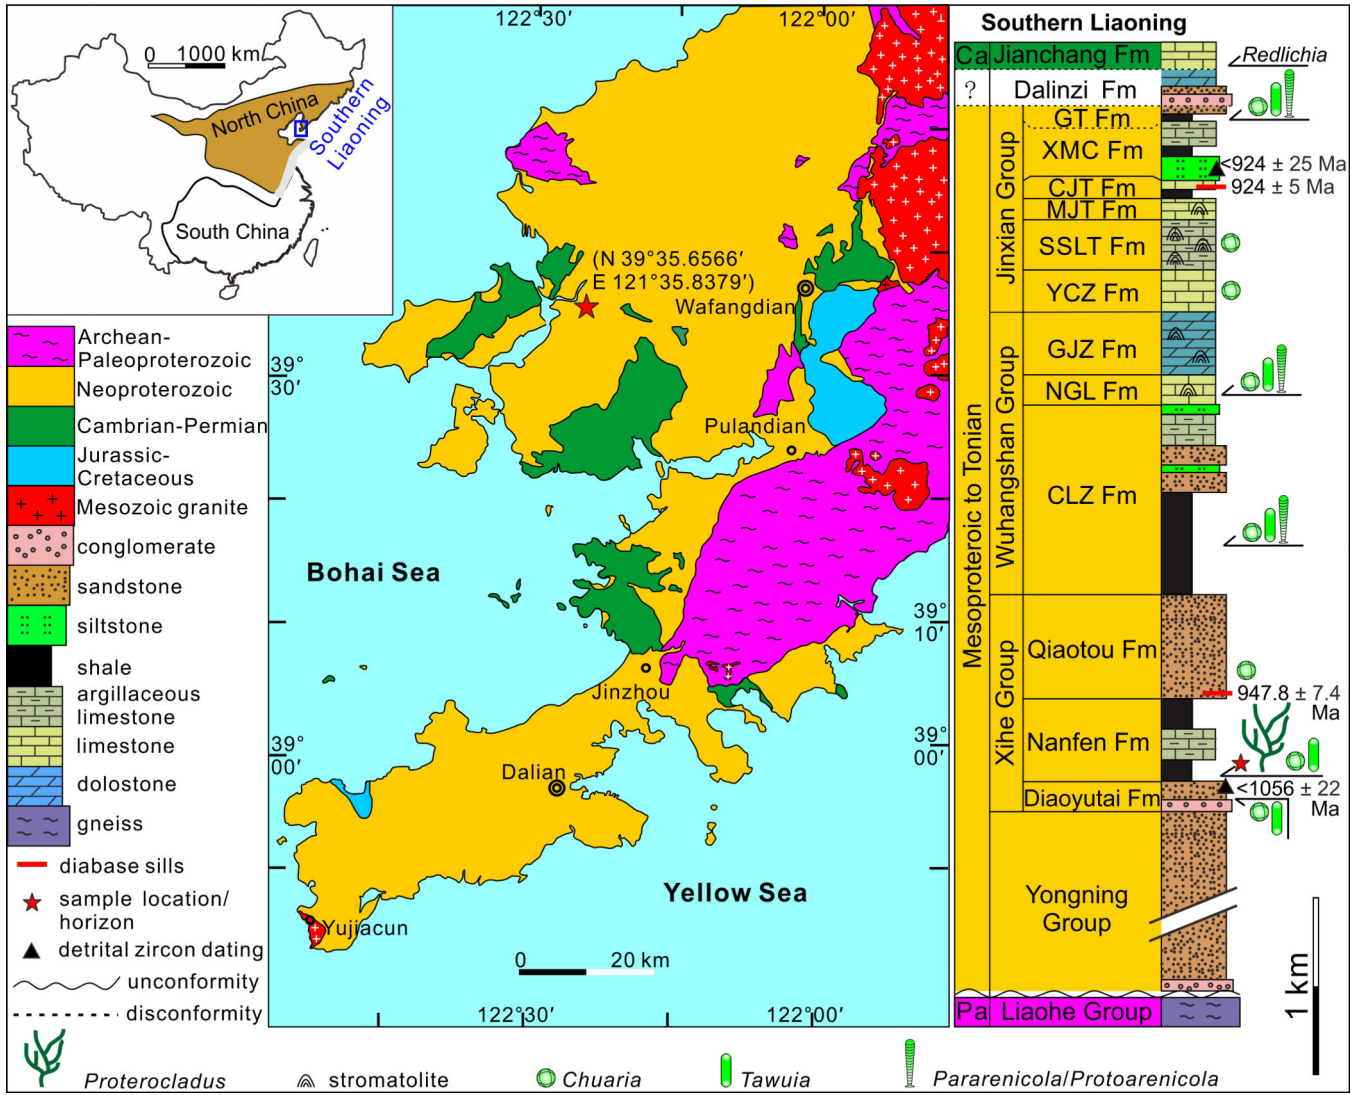 0 1000 km
North China
Southern
Liaoning
South China
Archean-
Paleoproterozoic
Neoproterozoic
Cambrian-Permian
Jurassic-
Cretaceous
Mesozoic granite
conglomerate
sandstone
siltstone
shale
argillaceous
limestone
limestone
dolostone
gneiss
diabase sills
sample location/
horizon
detrital zircon dating
unconformity
disconformity
Proterocladus
stromatolite
Chuaria
Tawuia
Pararenicola/Protoarenicola
122°30′
122°00′
(N 39°35.6566′
E 121°35.8379′)
Wafangdian
39°
30′
Pulandian
Bohai Sea
39°
10′
Jinzhou
39°
00′
39°
00′
Dalian
Yellow Sea
Yujiacun
0 20 km
122°30′
122°00′
Southern Liaoning
Ca Jianchang Fm
Redlichia
? Dalinzi Fm
GT Fm
XMC Fm
<924 ± 25 Ma
CJT Fm
924 ± 5 Ma
MJT Fm
SSLT Fm
YCZ Fm
Jinxian Group
GJZ Fm
NGL Fm
CLZ Fm
Wuhangshan Group
Mesoproteroic to Tonian
Qiaotou Fm
947.8 ± 7.4
Ma
Nanfen Fm
Xihe Group
Diaoyutai Fm
<1056 ± 22
Ma
Yongning
Group
Pa Liaohe Group
1 km